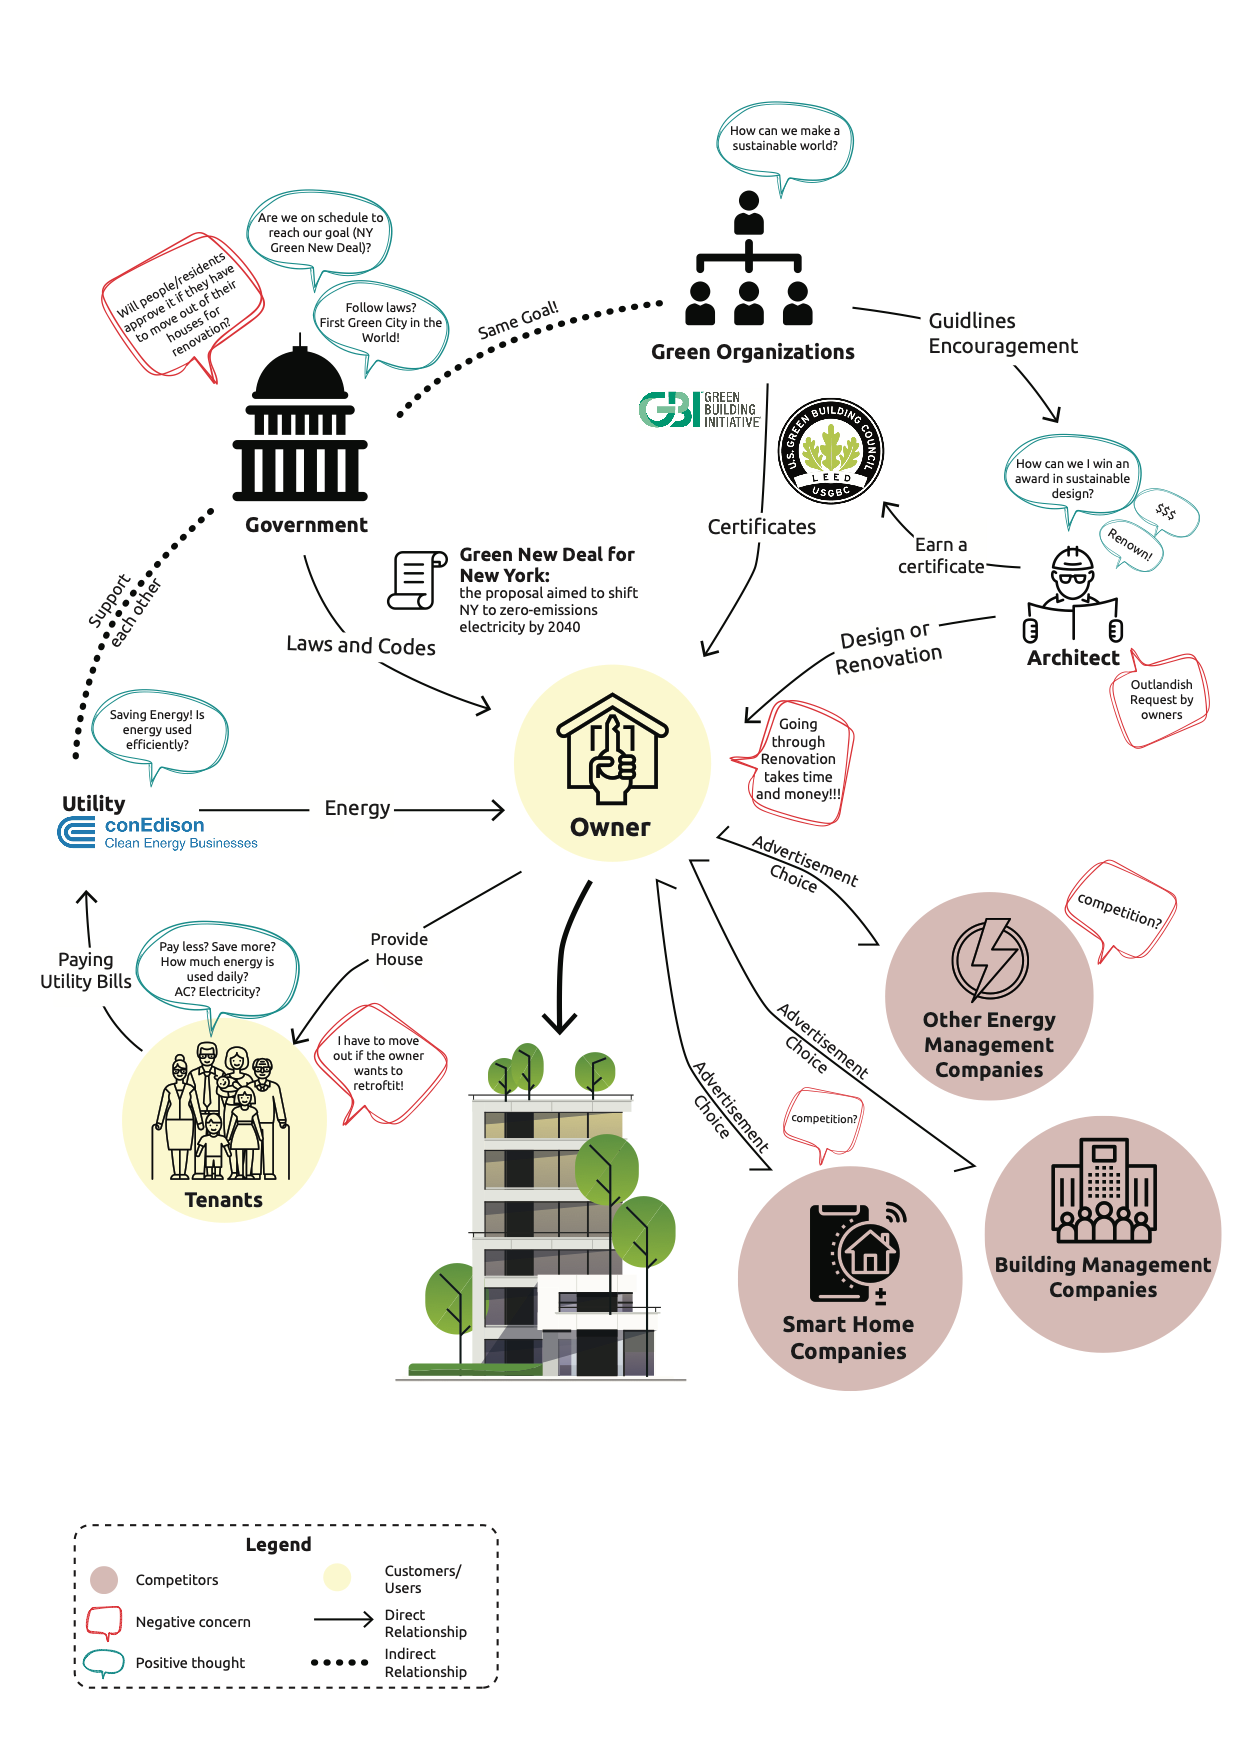 How can we make a
sustainable world?
Are we on schedule to
reach our goal (NY
Green New Deal)?
Will people/residents
approve it if they have
to move out of their
houses for
renovation?
Follow laws?
First Green City in the
World!
Same Goal!
Green Organizations
Guidlines
Encouragement
GBI GREEN
BUILDING
INITIATIVE
U.S. GREEN BUILDING COUNCIL
LEED
USGBC
How can we I win an
award in sustainable
design?
$$$
Renown!
Government
Certificates
Earn a
certificate
Green New Deal for
New York:
the proposal aimed to shift
NY to zero-emissions
electricity by 2040
Support
each other
Laws and Codes
Design or
Renovation
Architect
Outlandish
Request by
owners
Saving Energy! Is
energy used
efficiently?
Going
through
Renovation
takes time
and money!!!
Utility
conEdison
Clean Energy Businesses
Energy
Owner
Advertisement
Choice
competition?
Paying
Utility Bills
Pay less? Save more?
How much energy is
used daily?
AC? Electricity?
Provide
House
I have to move
out if the owner
wants to
retroftit!
Advertisement
Choice
Other Energy
Management
Companies
Advertisement
Choice
competition?
Tenants
Building Management
Companies
Smart Home
Companies
Legend
Competitors
Customers/
Users
Negative concern
Direct
Relationship
Positive thought
Indirect
Relationship